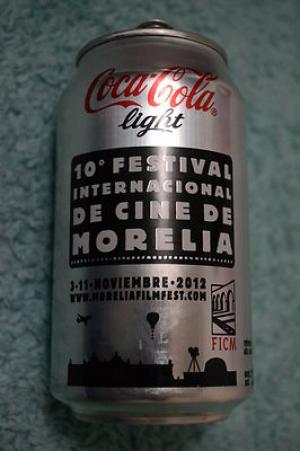 Coca-Cola®
light
10° FESTIVAL
INTERNACIONAL
DE CINE DE
MORELIA
3-11·NOVIEMBRE·2012
WWW.MORELIAFILMFEST.COM
FICM